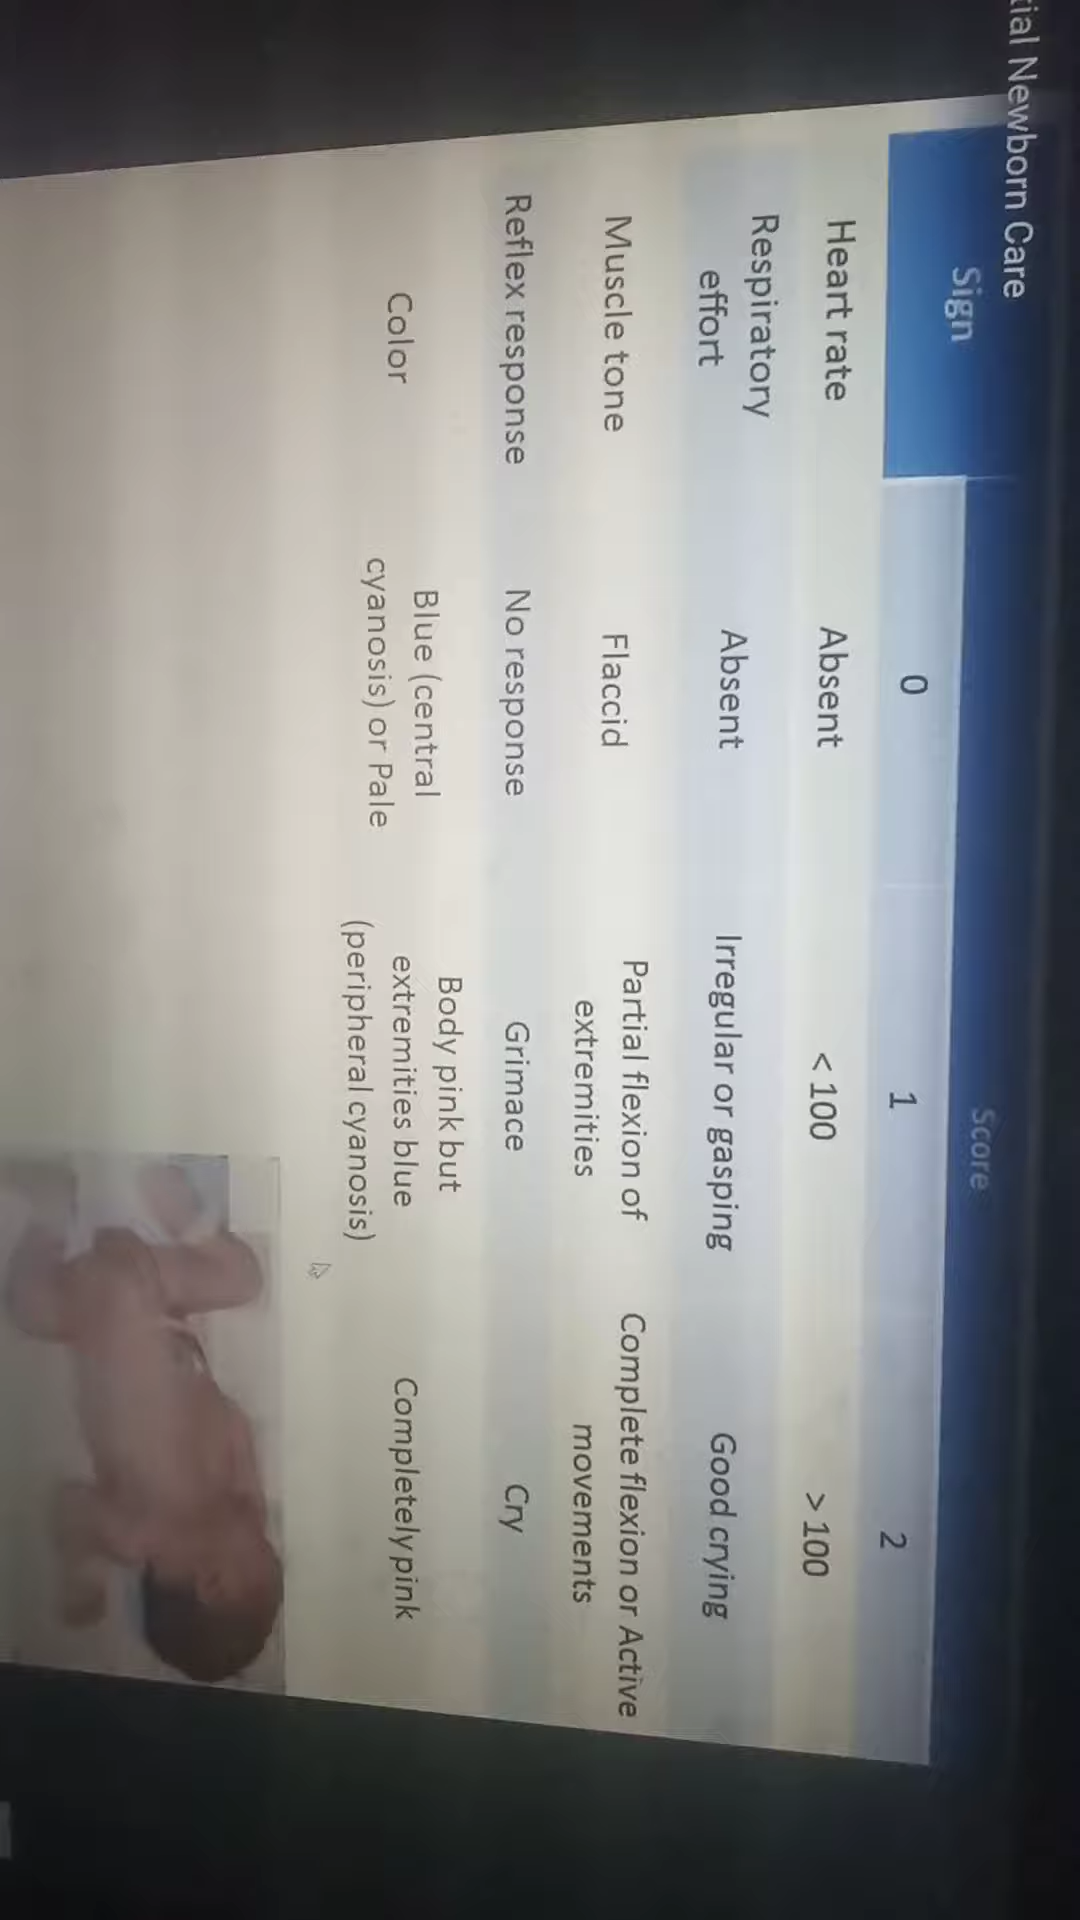 tial Newborn Care
Sign
Score
0
1
2
Heart rate
Absent
< 100
> 100
Respiratory
effort
Absent
Irregular or gasping
Good crying
Muscle tone
Flaccid
Partial flexion of
extremities
Complete flexion or Active
movements
Reflex response
No response
Grimace
Cry
Color
Blue (central
cyanosis) or Pale
Body pink but
extremities blue
(peripheral cyanosis)
Completely pink